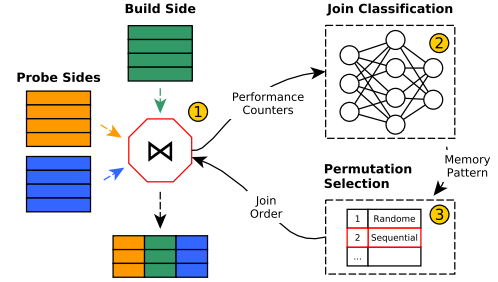 Build Side
Join Classification
Probe Sides
1
2
Performance
Counters
Memory
Pattern
Permutation
Selection
Join
Order
3
1 Randome
2 Sequential
...